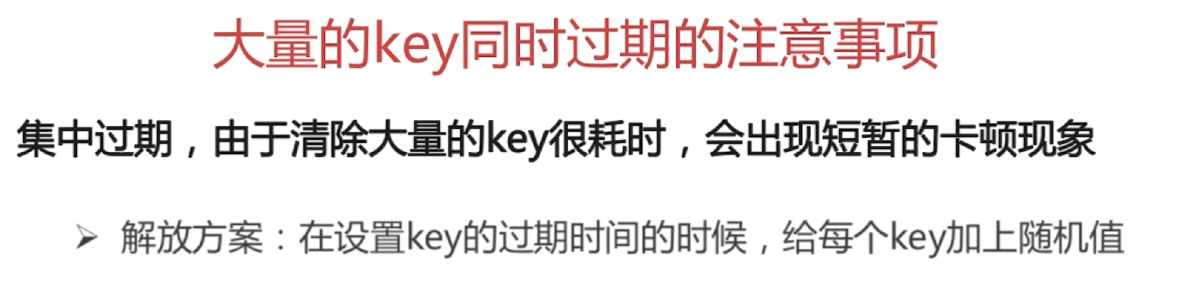 大量的key同时过期的注意事项
集中过期，由于清除大量的key很耗时，会出现短暂的卡顿现象
➢ 解放方案：在设置key的过期时间的时候，给每个key加上随机值